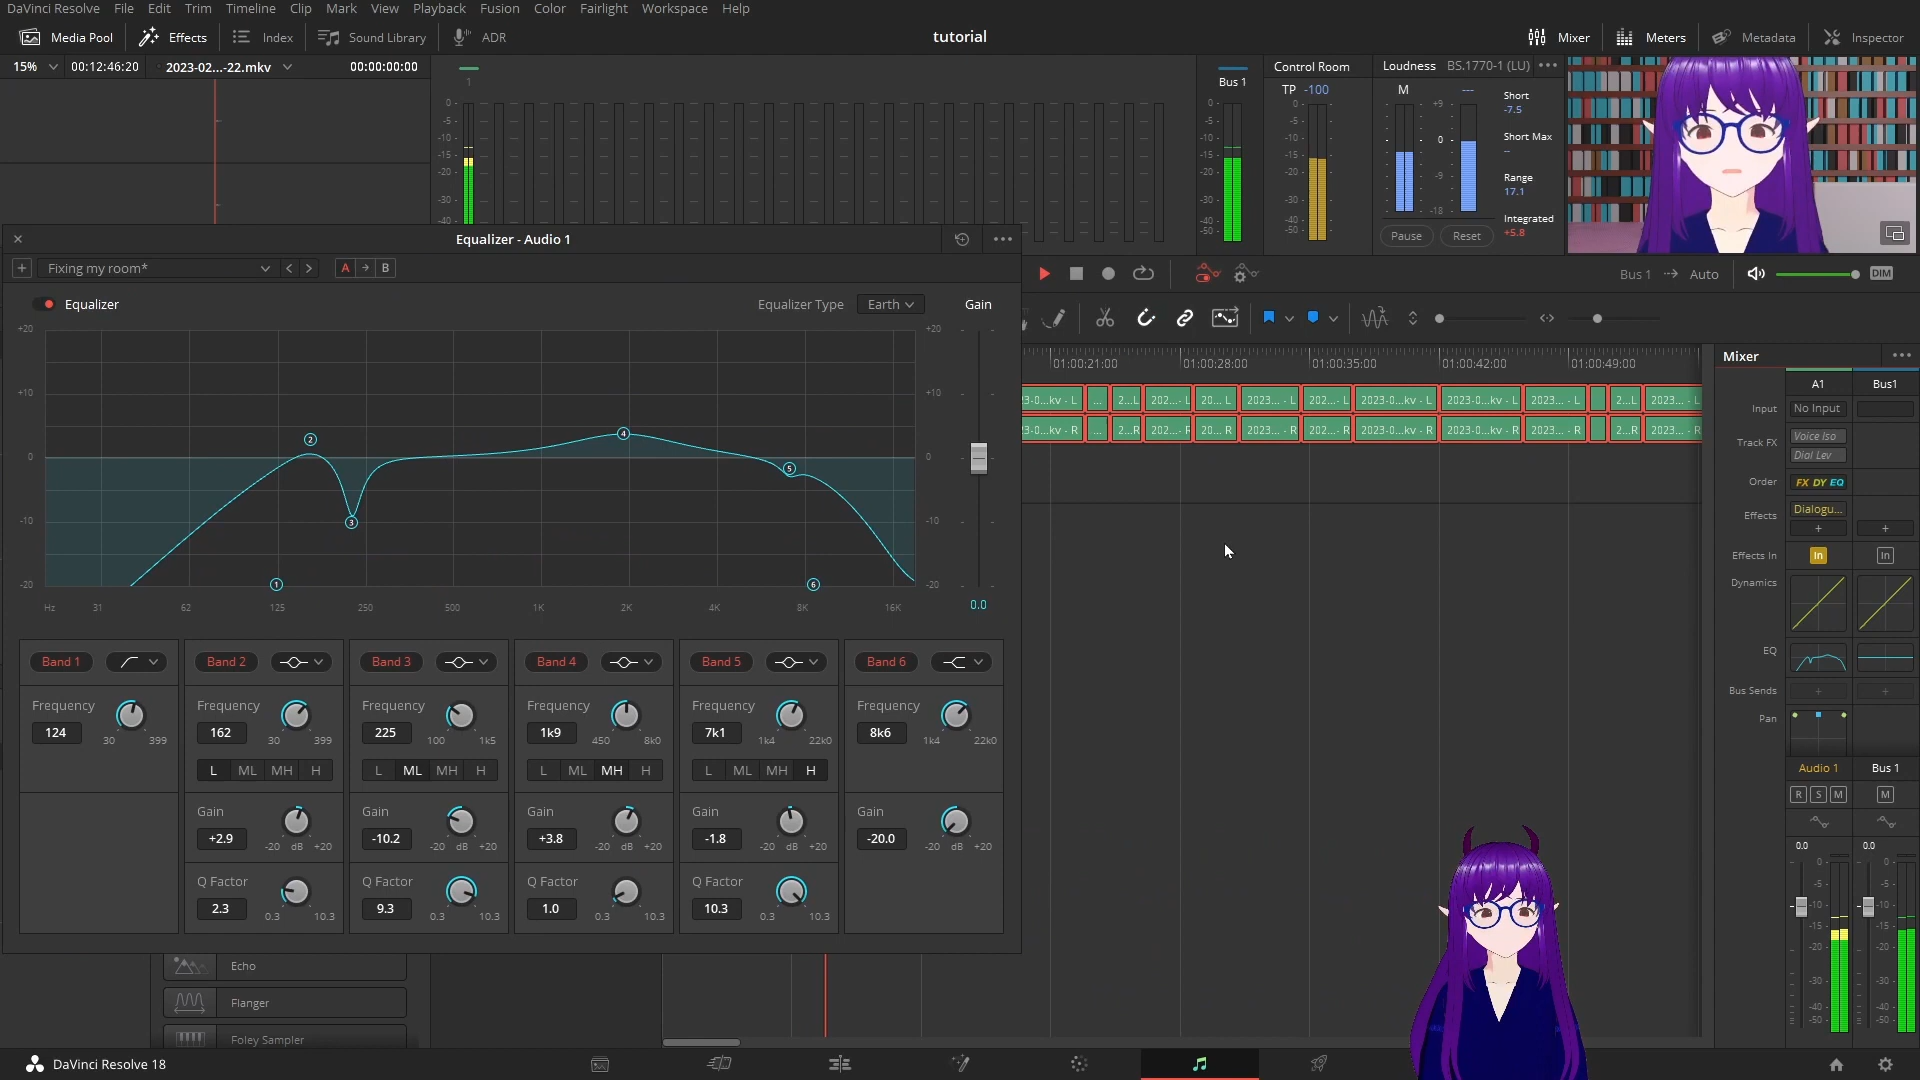 DaVinci Resolve File Edit Trim Timeline Clip Mark View Playback Fusion Color Fairlight Workspace Help
Media Pool Effects Index Sound Library ADR
tutorial
Mixer Meters Metadata Inspector
15% 00:12:46:20 2023-02...-22.mkv 00:00:00:00
1
Bus 1
0-
-5-
-10-
-15-
-20-
-30-
-40-
Control Room
TP -100
Loudness BS.1770-1 (LU)
M ---
+9
0
-9
-18
Short
-7.5
Short Max
--
Range
17.1
Integrated
+5.8
Pause Reset
Equalizer - Audio 1
Fixing my room*
A B
Bus 1 Auto DIM
Equalizer
Equalizer Type Earth Gain
+20 +20
+10 +10
0 0
-10 -10
-20 -20
1 2 3 4 5 6
Hz 31 62 125 250 500 1K 2K 4K 8K 16K
0.0
01:00:21:00 01:00:28:00 01:00:35:00 01:00:42:00 01:00:49:00
3-0...kv - L ... 2...L 202...- L 20... L 2023... - L 202...- L 2023-0...kv - L 2023-0...kv - L 2023... - L 2...L 2023... - L
3-0...kv - R ... 2...R 202...- R 20... R 2023... - R 202...- R 2023-0...kv - R 2023-0...kv - R 2023... - R 2...R 2023... - R
Mixer
A1 Bus1
Input No Input
Track FX Voice Iso
Dial Lev
Order FX DY EQ
Effects Dialogu...
+ +
Effects In In In
Dynamics
EQ
Bus Sends + +
Pan
Audio 1 Bus 1
R S M M
0.0 0.0
0-
-5-
-10-
-15-
-20-
-30-
-40-
-50-
Band 1 Band 2 Band 3 Band 4 Band 5 Band 6
Frequency Frequency Frequency Frequency Frequency Frequency
124 162 225 1k9 7k1 8k6
30 399 30 399 100 1k5 450 8k0 1k4 22k0 1k4 22k0
L ML MH H L ML MH H L ML MH H L ML MH H
Gain Gain Gain Gain Gain
+2.9 -10.2 +3.8 -1.8 -20.0
-20 dB +20 -20 dB +20 -20 dB +20 -20 dB +20 -20 dB +20
Q Factor Q Factor Q Factor Q Factor
2.3 9.3 1.0 10.3
0.3 10.3 0.3 10.3 0.3 10.3 0.3 10.3
Echo
Flanger
Foley Sampler
DaVinci Resolve 18